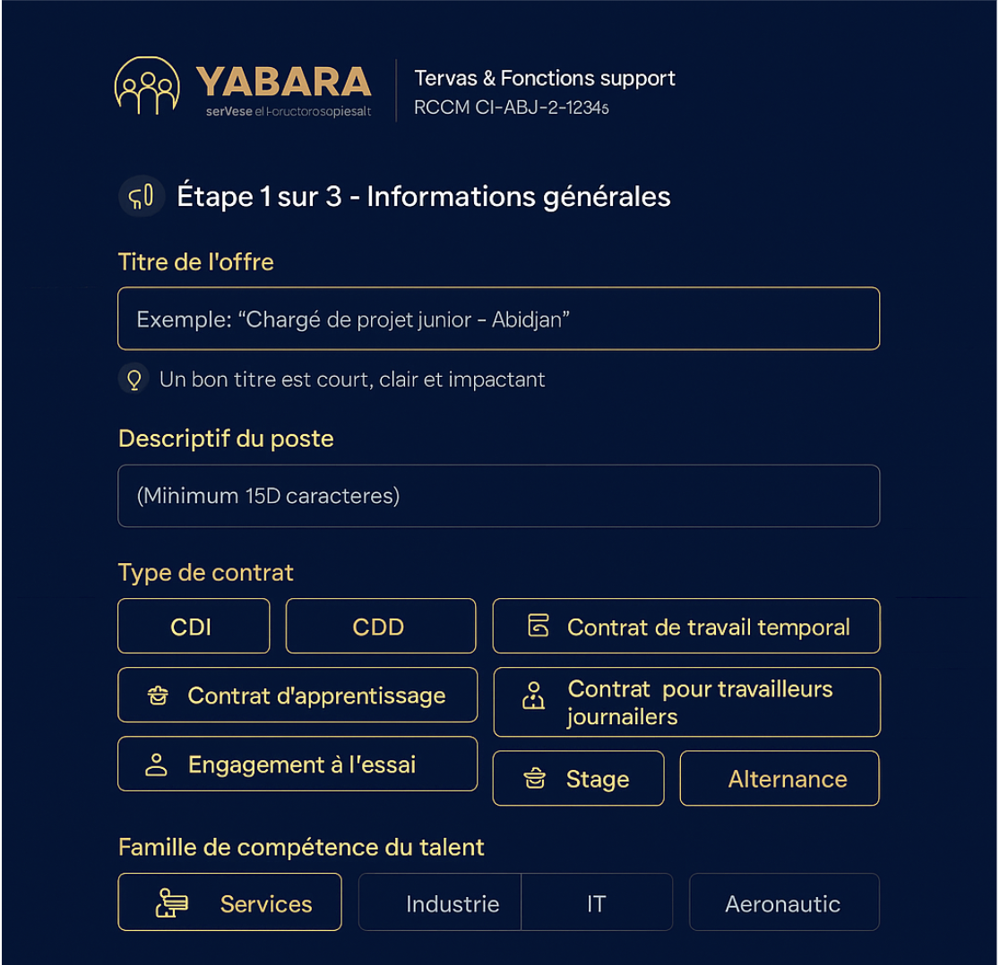 YABARA
Tervas & Fonctions support
serVese el
RCCM CI-ABJ-2-12345
Étape 1 sur 3 - Informations générales
Titre de l'offre
Exemple: “Chargé de projet junior – Abidjan”
Un bon titre est court, clair et impactant
Descriptif du poste
(Minimum 15D caracteres)
Type de contrat
CDI
CDD
Contrat de travail temporal
Contrat d'apprentissage
Contrat pour travailleurs
journailers
Engagement à l'essai
Stage
Alternance
Famille de compétence du talent
Services
Industrie
IT
Aeronautic